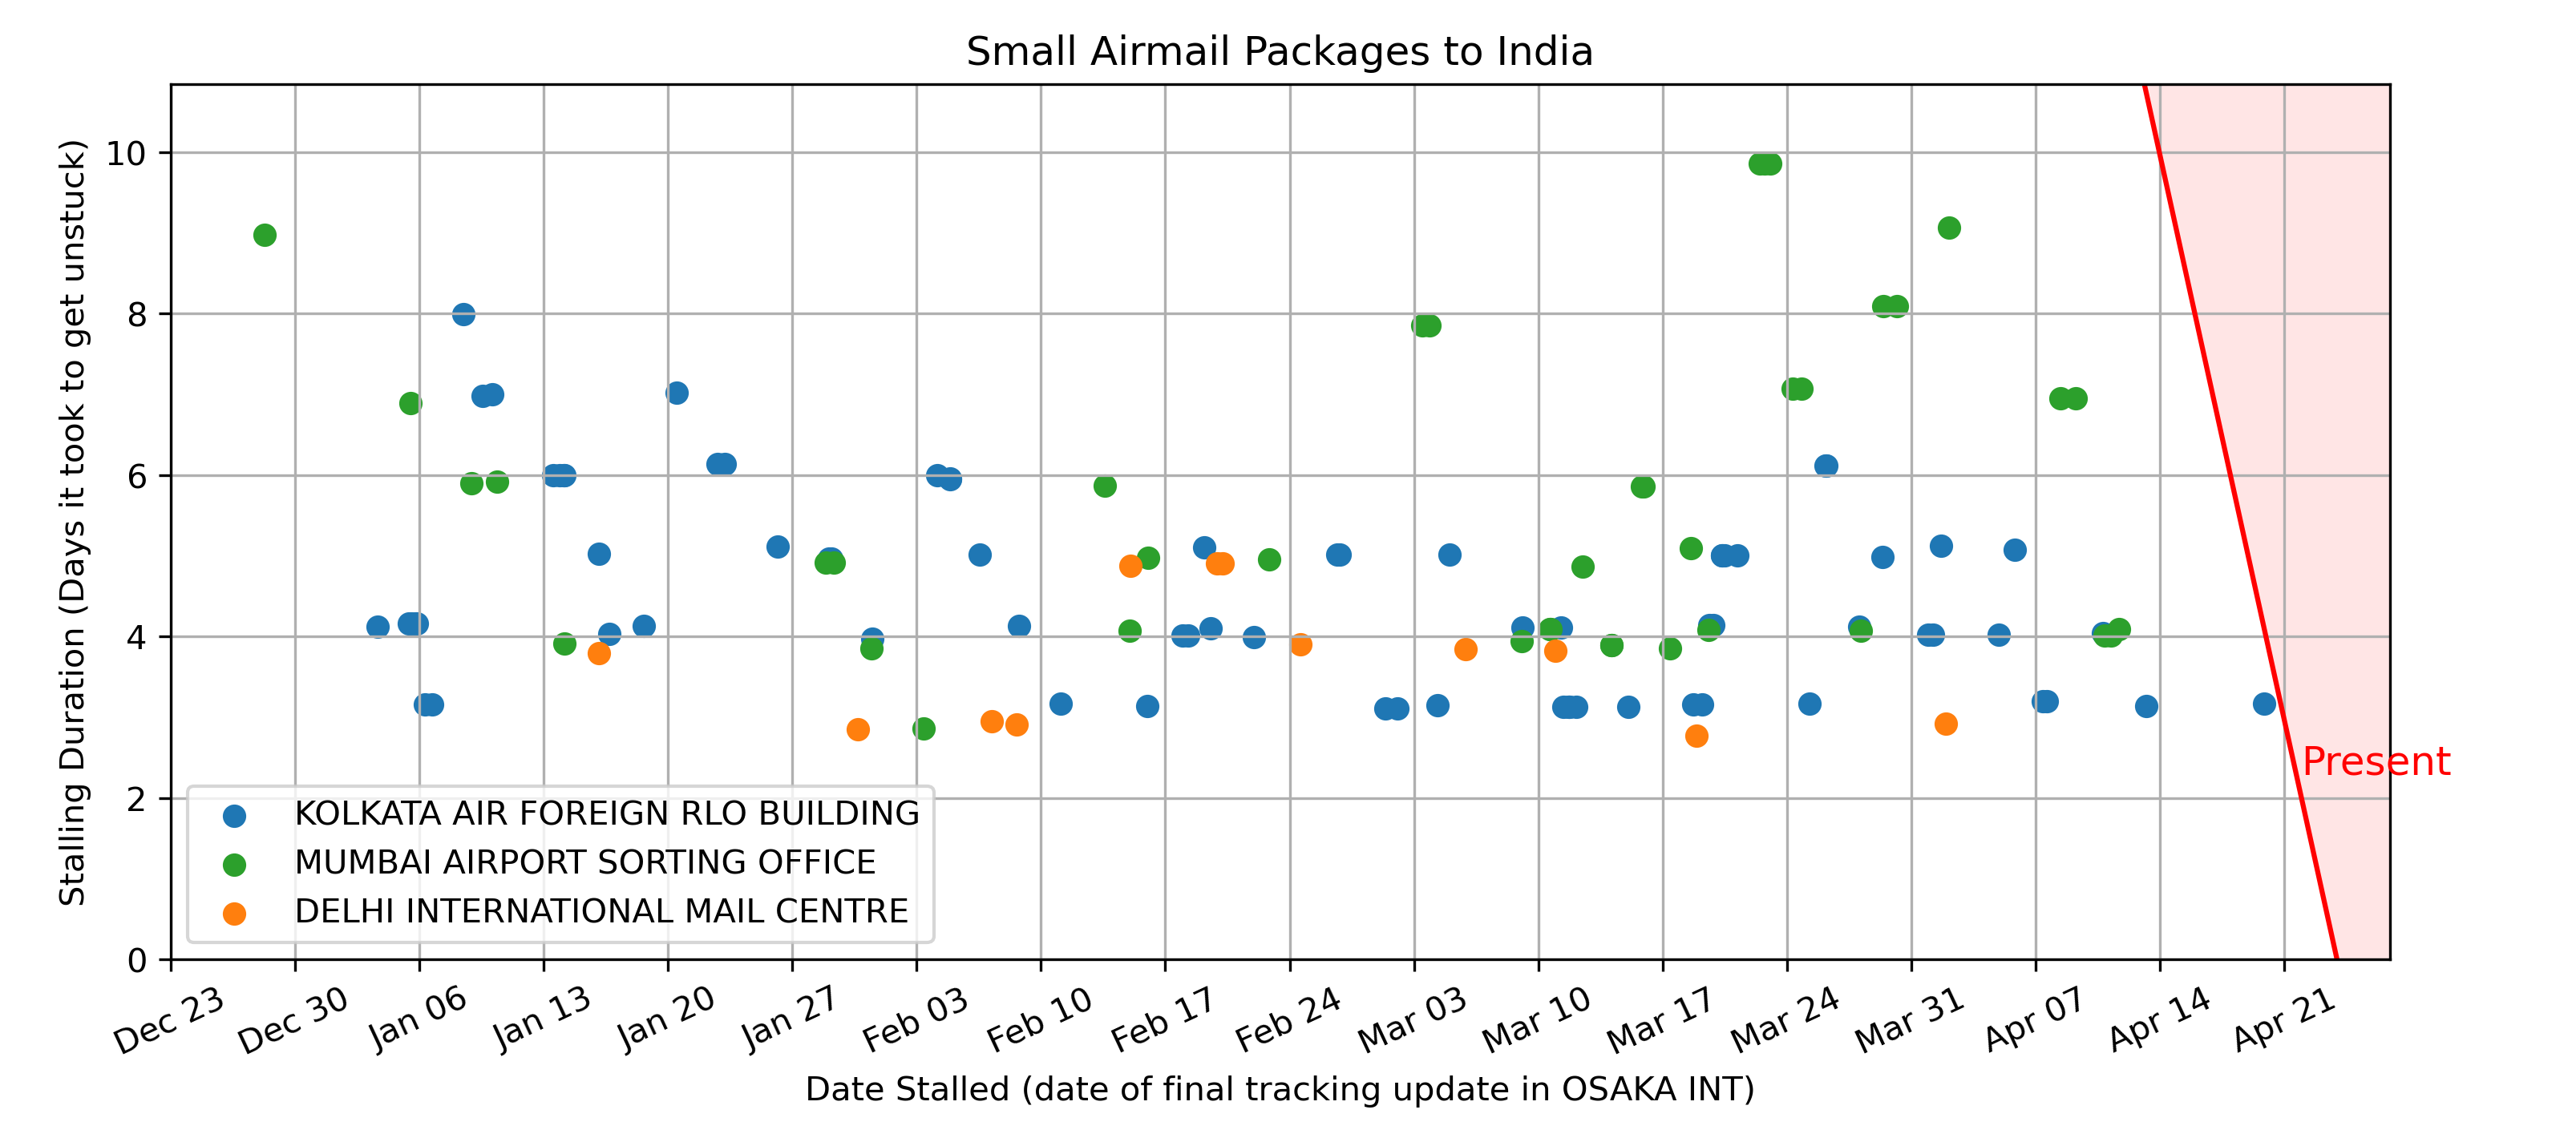 Small Airmail Packages to India
Stalling Duration (Days it took to get unstuck)
10
8
6
4
2
0
Present
KOLKATA AIR FOREIGN RLO BUILDING
MUMBAI AIRPORT SORTING OFFICE
DELHI INTERNATIONAL MAIL CENTRE
Dec 23
Dec 30
Jan 06
Jan 13
Jan 20
Jan 27
Feb 03
Feb 10
Feb 17
Feb 24
Mar 03
Mar 10
Mar 17
Mar 24
Mar 31
Apr 07
Apr 14
Apr 21
Date Stalled (date of final tracking update in OSAKA INT)